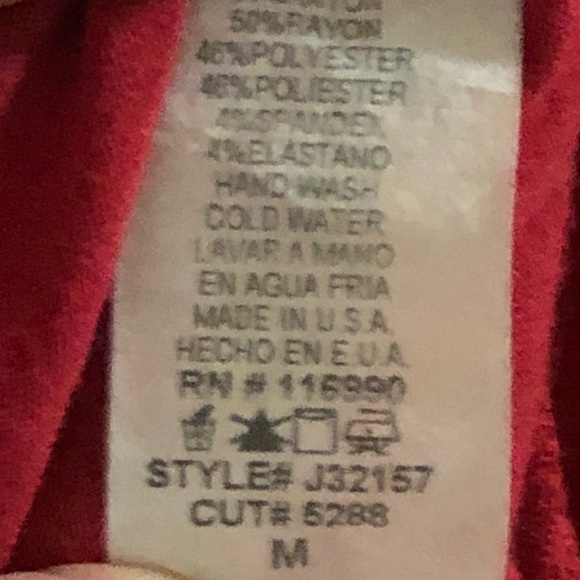 50%RAYON
46%POLYESTER
46%POLIESTER
4%SPANDEX
4%ELASTANO
HAND WASH
COLD WATER
LAVAR A MANO
EN AGUA FRIA
MADE IN U.S.A.
HECHO EN E.U.A.
RN # 116990
STYLE# J32157
CUT# 5288
M